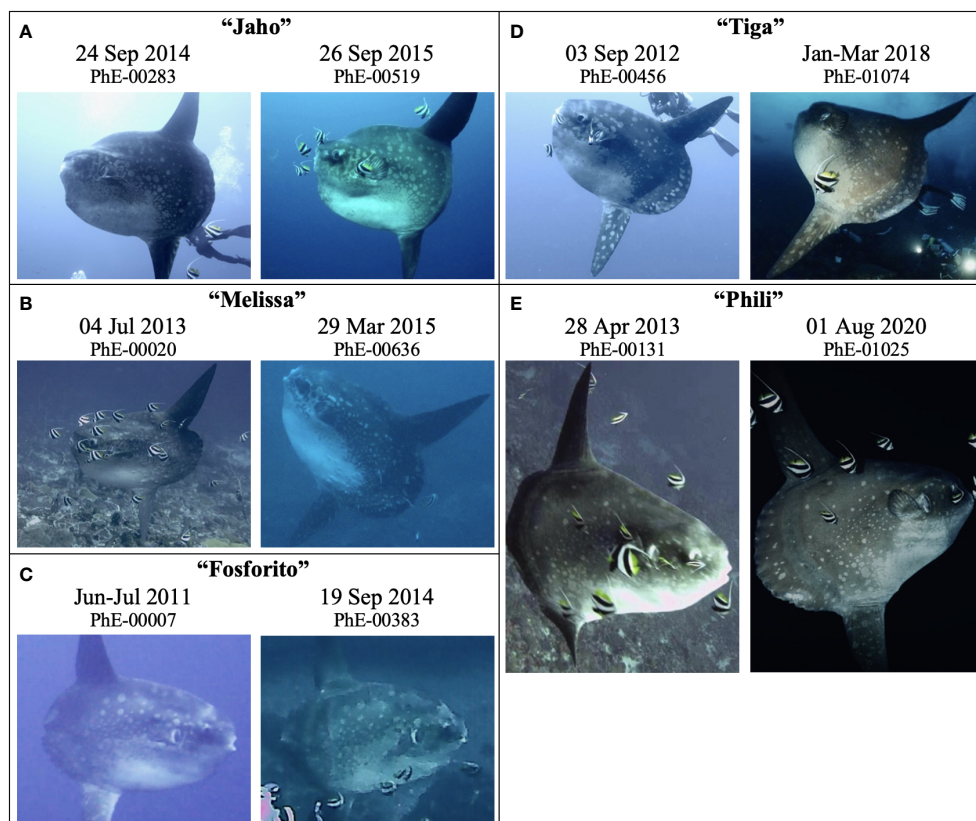 A
“Jaho”
24 Sep 2014
PhE-00283
26 Sep 2015
PhE-00519
B
“Melissa”
04 Jul 2013
PhE-00020
29 Mar 2015
PhE-00636
C
“Fosforito”
Jun-Jul 2011
PhE-00007
19 Sep 2014
PhE-00383
D
“Tiga”
03 Sep 2012
PhE-00456
Jan-Mar 2018
PhE-01074
E
“Phili”
28 Apr 2013
PhE-00131
01 Aug 2020
PhE-01025